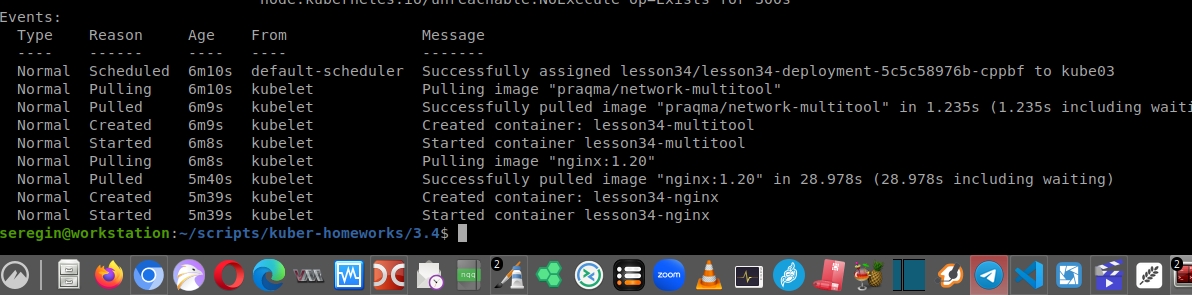 node.kubernetes.io/unreachable:NoExecute op=Exists for 300s
Events:
Type Reason Age From Message
---- ------ ---- ---- -------
Normal Scheduled 6m10s default-scheduler Successfully assigned lesson34/lesson34-deployment-5c5c58976b-cppbf to kube03
Normal Pulling 6m10s kubelet Pulling image "praqma/network-multitool"
Normal Pulled 6m9s kubelet Successfully pulled image "praqma/network-multitool" in 1.235s (1.235s including waiti
Normal Created 6m9s kubelet Created container: lesson34-multitool
Normal Started 6m8s kubelet Started container lesson34-multitool
Normal Pulling 6m8s kubelet Pulling image "nginx:1.20"
Normal Pulled 5m40s kubelet Successfully pulled image "nginx:1.20" in 28.978s (28.978s including waiting)
Normal Created 5m39s kubelet Created container: lesson34-nginx
Normal Started 5m39s kubelet Started container lesson34-nginx
seregin@workstation:~/scripts/kuber-homeworks/3.4$
2
nqq
zoom
2